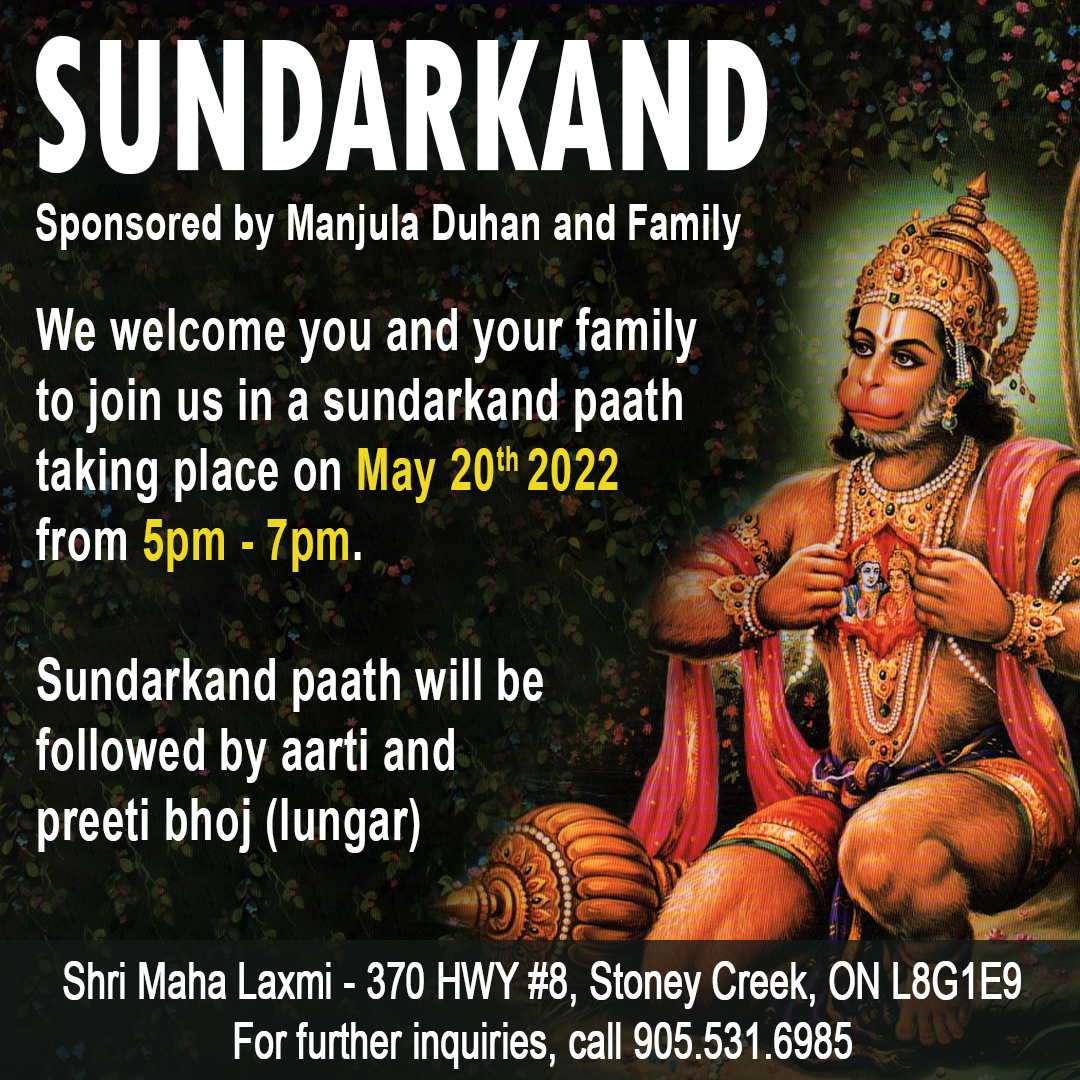 SUNDARKAND
Sponsored by Manjula Duhan and Family
We welcome you and your family
to join us in a sundarkand paath
taking place on May 20th 2022
from 5pm - 7pm.
Sundarkand paath will be
followed by aarti and
preeti bhoj (lungar)
Shri Maha Laxmi - 370 HWY #8, Stoney Creek, ON L8G1E9
For further inquiries, call 905.531.6985